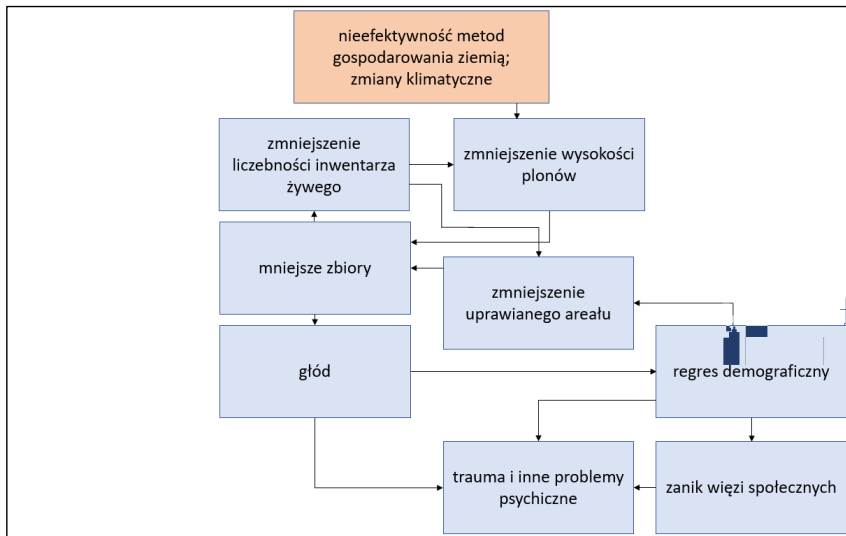 nieefektywność metod
gospodarowania ziemią;
zmiany klimatyczne
zmniejszenie
liczebności inwentarza
żywego
zmniejszenie wysokości
plonów
mniejsze zbiory
zmniejszenie
uprawianego areału
głód
regres demograficzny
trauma i inne problemy
psychiczne
zanik więzi społecznych